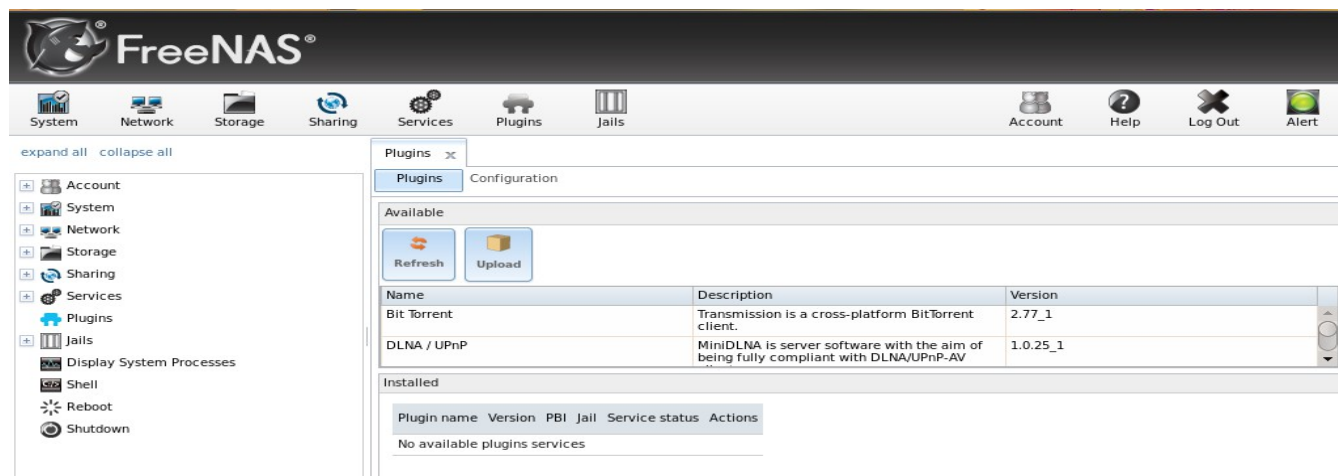 FreeNAS®
System Network Storage Sharing Services Plugins Jails Account Help Log Out Alert
expand all collapse all
Account
System
Network
Storage
Sharing
Services
Plugins
Jails
Display System Processes
Shell
Reboot
Shutdown
Plugins x
Plugins Configuration
Available
Refresh Upload
Name Description Version
Bit Torrent Transmission is a cross-platform BitTorrent 2.77_1
client.
DLNA / UPnP MiniDLNA is server software with the aim of 1.0.25_1
being fully compliant with DLNA/UPnP-AV
Installed
Plugin name Version PBI Jail Service status Actions
No available plugins services